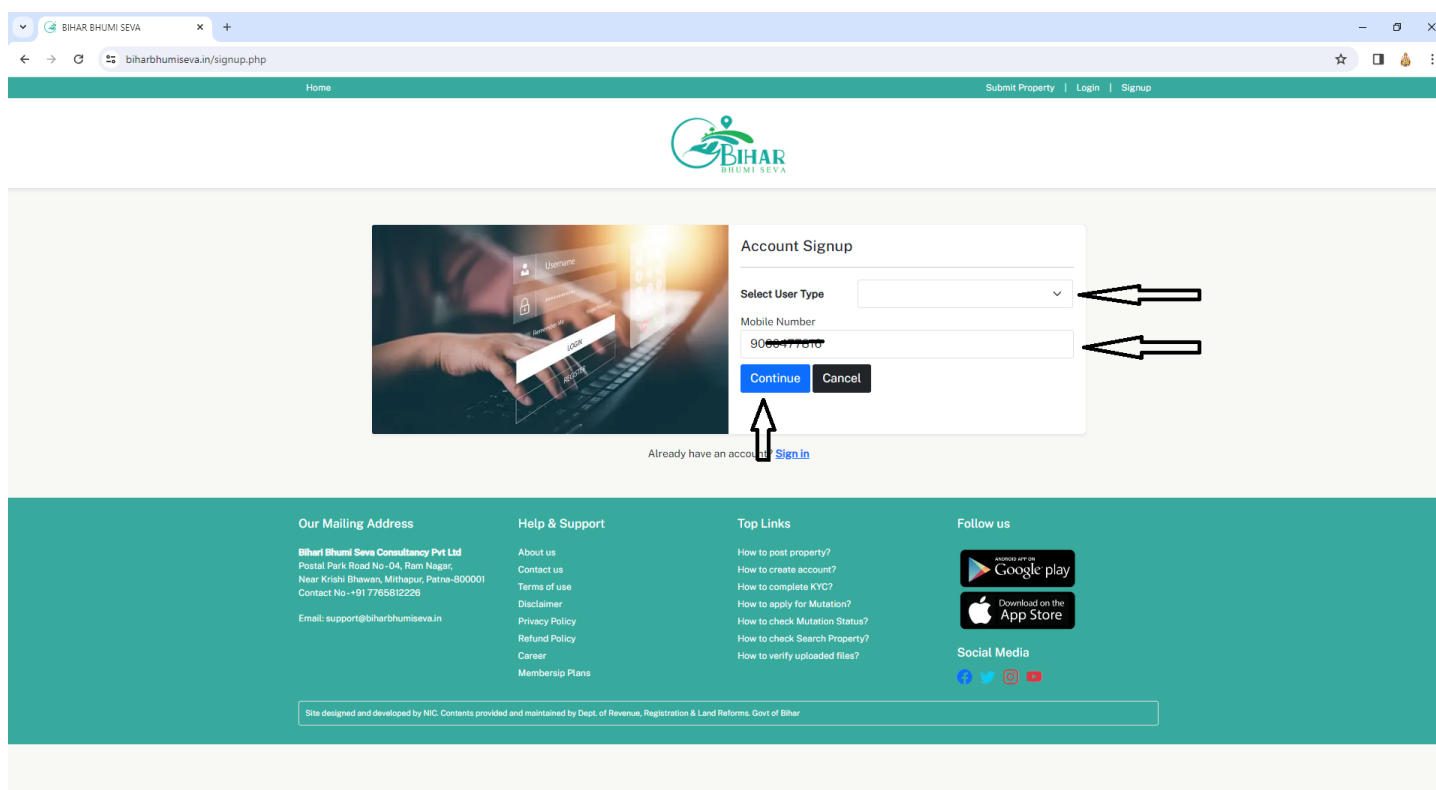 BIHAR BHUMI SEVA
biharbhumiseva.in/signup.php
Home
Submit Property | Login | Signup
BIHAR
BHUMI SEVA
Account Signup
Username
Remember Me
LOGIN
REGISTER
Select User Type
Mobile Number
Continue Cancel
Already have an account? Sign in
Our Mailing Address
Bihari Bhumi Seva Consultancy Pvt Ltd
Postal Park Road No-04, Ram Nagar,
Near Krishi Bhawan, Mithapur, Patna-800001
Contact No-+91 7765812226
Email: support@biharbhumiseva.in
Help & Support
About us
Contact us
Terms of use
Disclaimer
Privacy Policy
Refund Policy
Career
Membersip Plans
Top Links
How to post property?
How to create account?
How to complete KYC?
How to apply for Mutation?
How to check Mutation Status?
How to check Search Property?
How to verify uploaded files?
Follow us
ANDROID APP ON
Google play
Download on the
App Store
Social Media
Site designed and developed by NIC. Contents provided and maintained by Dept. of Revenue, Registration & Land Reforms. Govt of Bihar